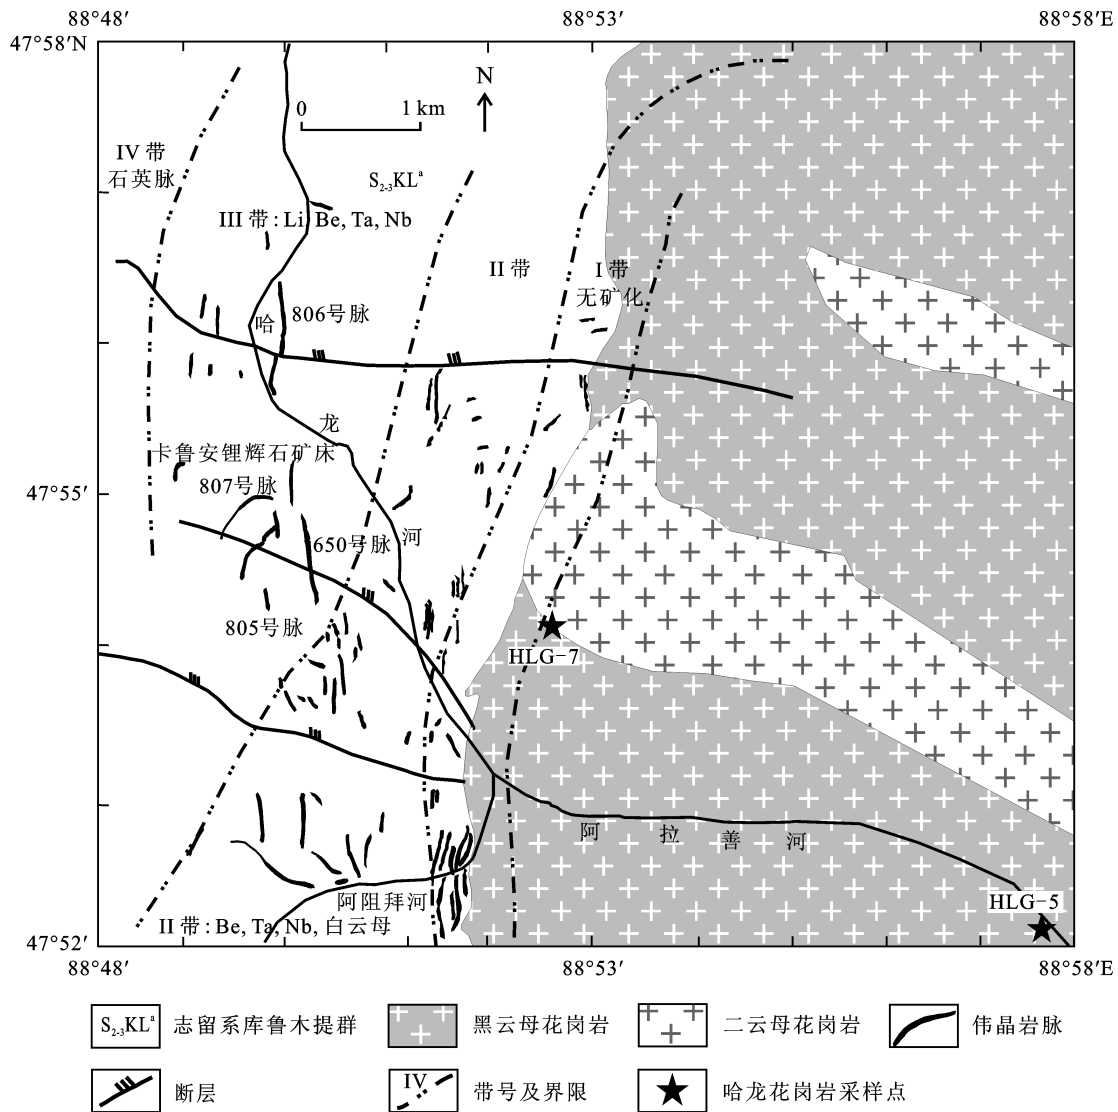 88°48′ 88°53′ 88°58′E
47°58′N
N
0 1 km
IV 带
石英脉
S₂₋₃KLᵃ
III 带:Li, Be, Ta, Nb
II 带
I 带
无矿化
哈
806号脉
龙
卡鲁安锂辉石矿床
807号脉
47°55′
河
650号脉
805号脉
HLG-7
阿 拉 善 河
HLG-5
阿阻拜河
II 带:Be, Ta, Nb, 白云母
47°52′
88°48′ 88°53′ 88°58′E
S₂₋₃KLᵃ 志留系库鲁木提群 黑云母花岗岩 二云母花岗岩 伟晶岩脉
断层 IV 带号及界限 哈龙花岗岩采样点